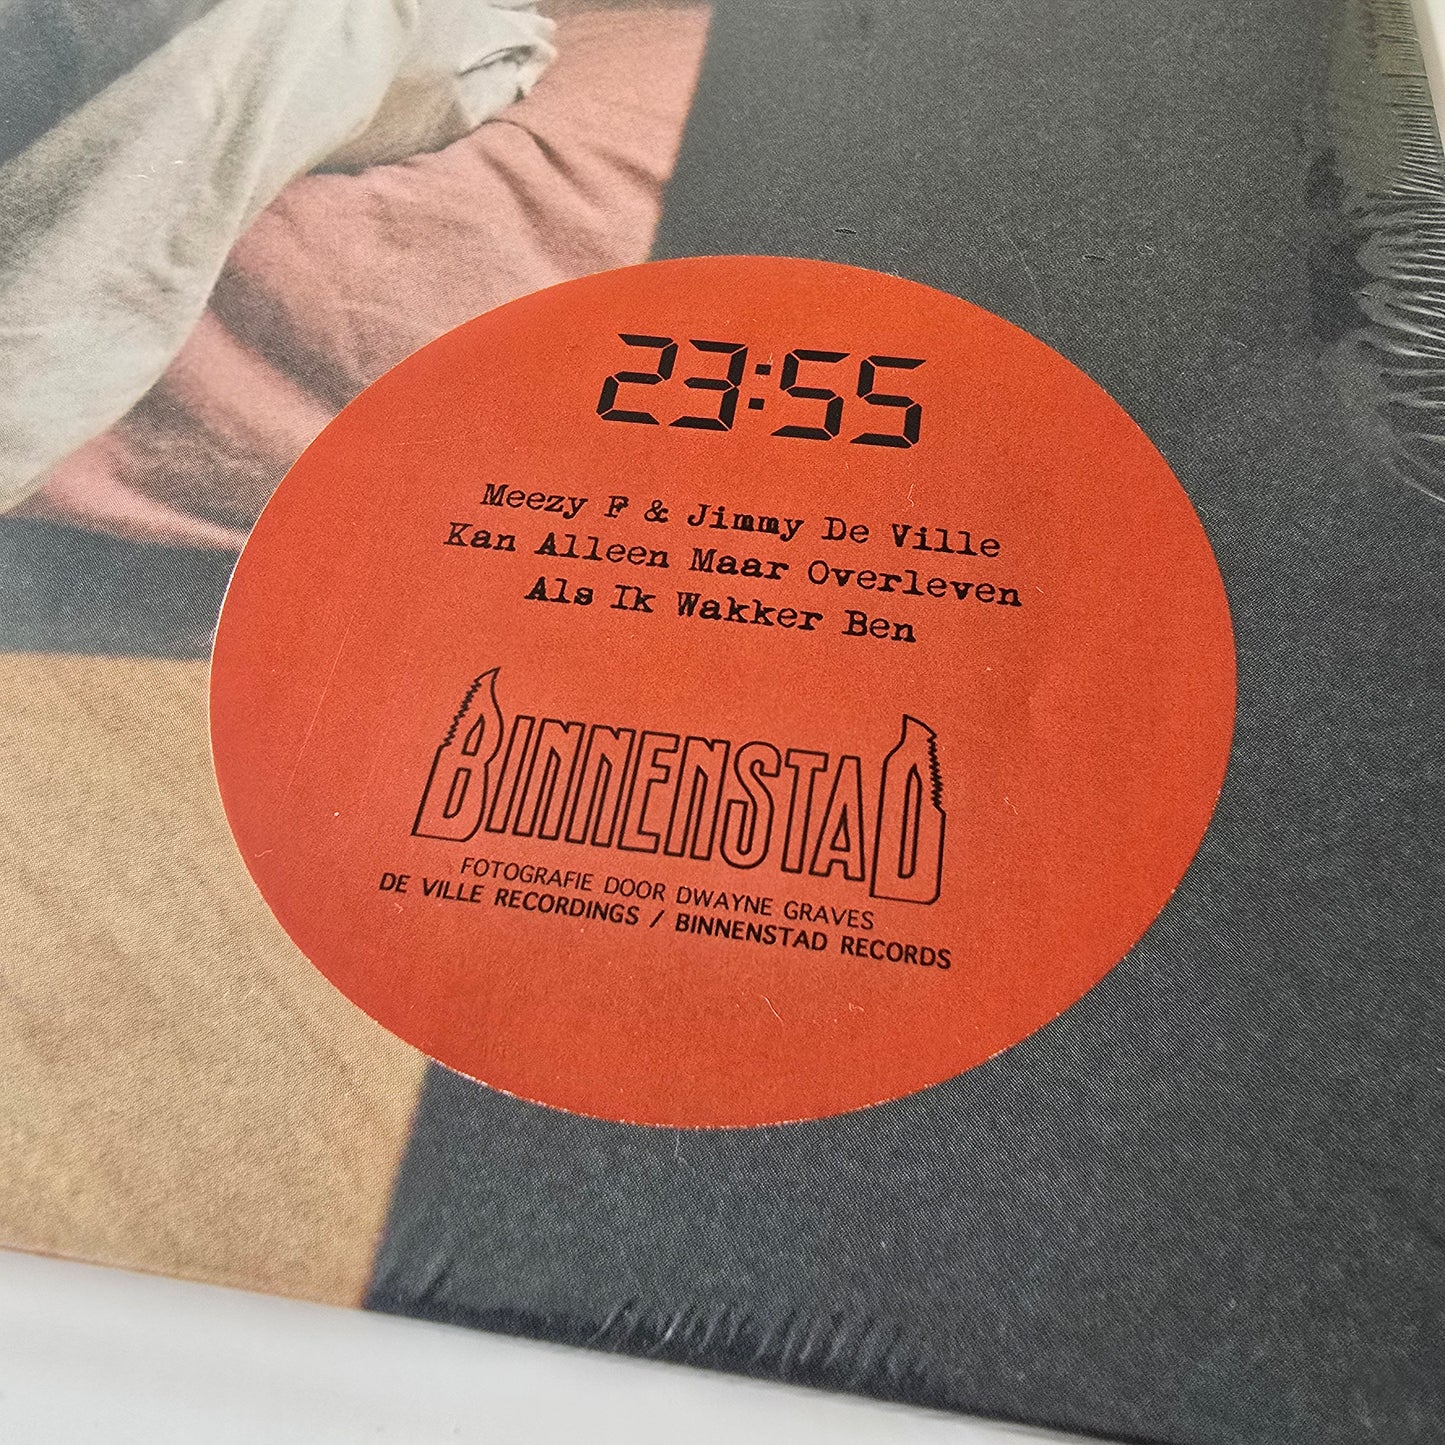 23:55
Meezy F & Jimmy De Ville
Kan Alleen Maar Overleven
Als Ik Wakker Ben
BINNENSTAD
FOTOGRAFIE DOOR DWAYNE GRAVES
DE VILLE RECORDINGS / BINNENSTAD RECORDS